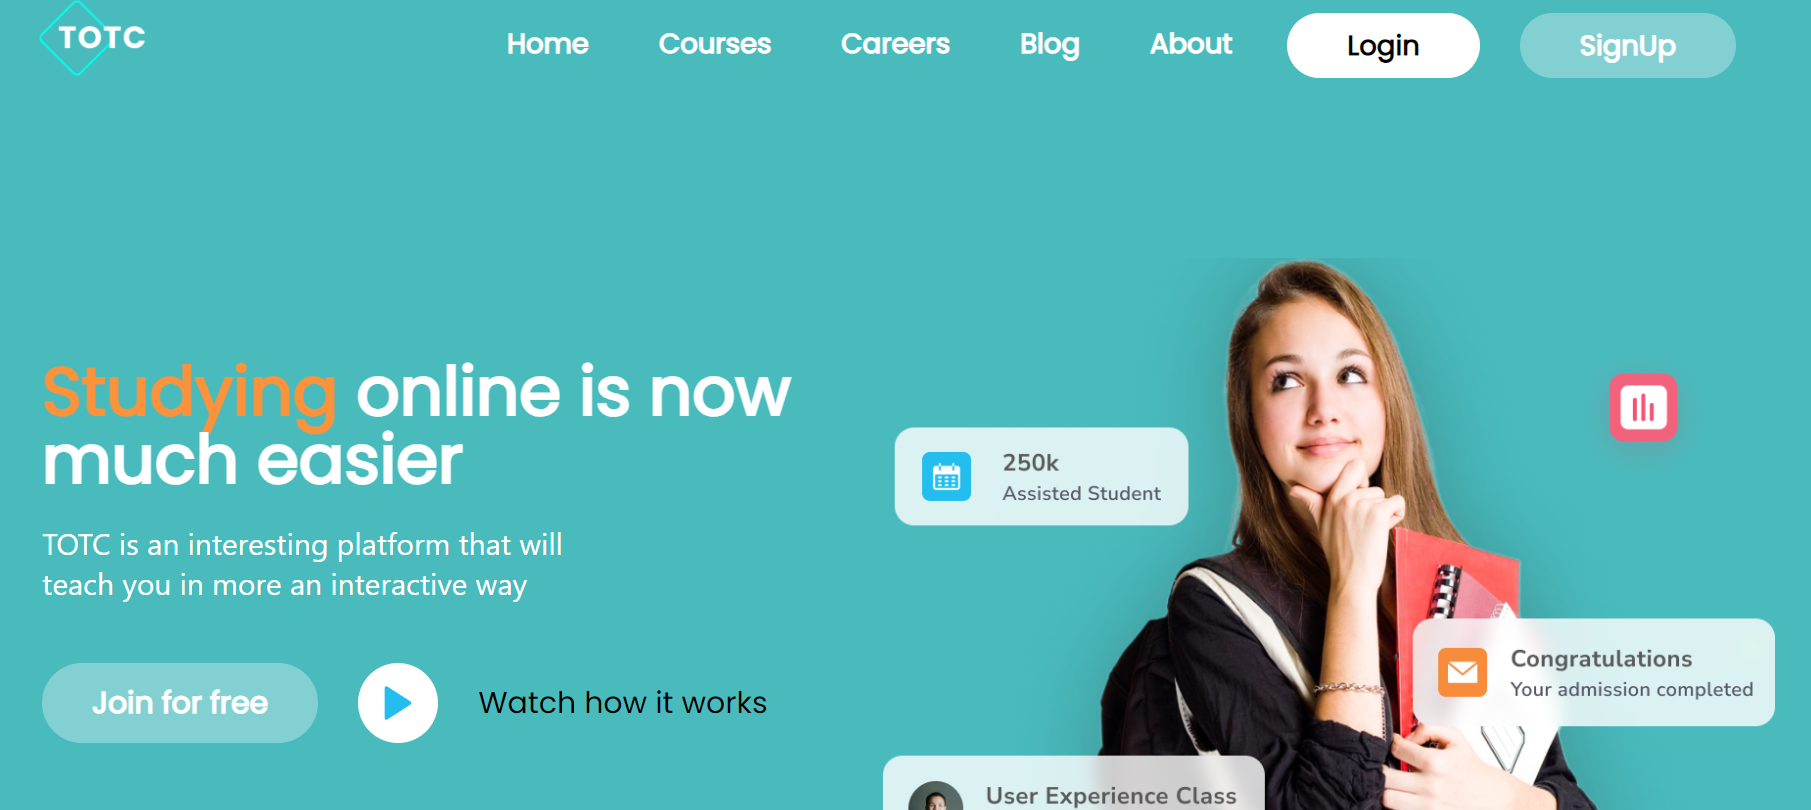 TOTC
Home
Courses
Careers
Blog
About
Login
SignUp
Studying online is now
much easier
TOTC is an interesting platform that will
teach you in more an interactive way
Join for free
Watch how it works
250k
Assisted Student
Congratulations
Your admission completed
User Experience Class